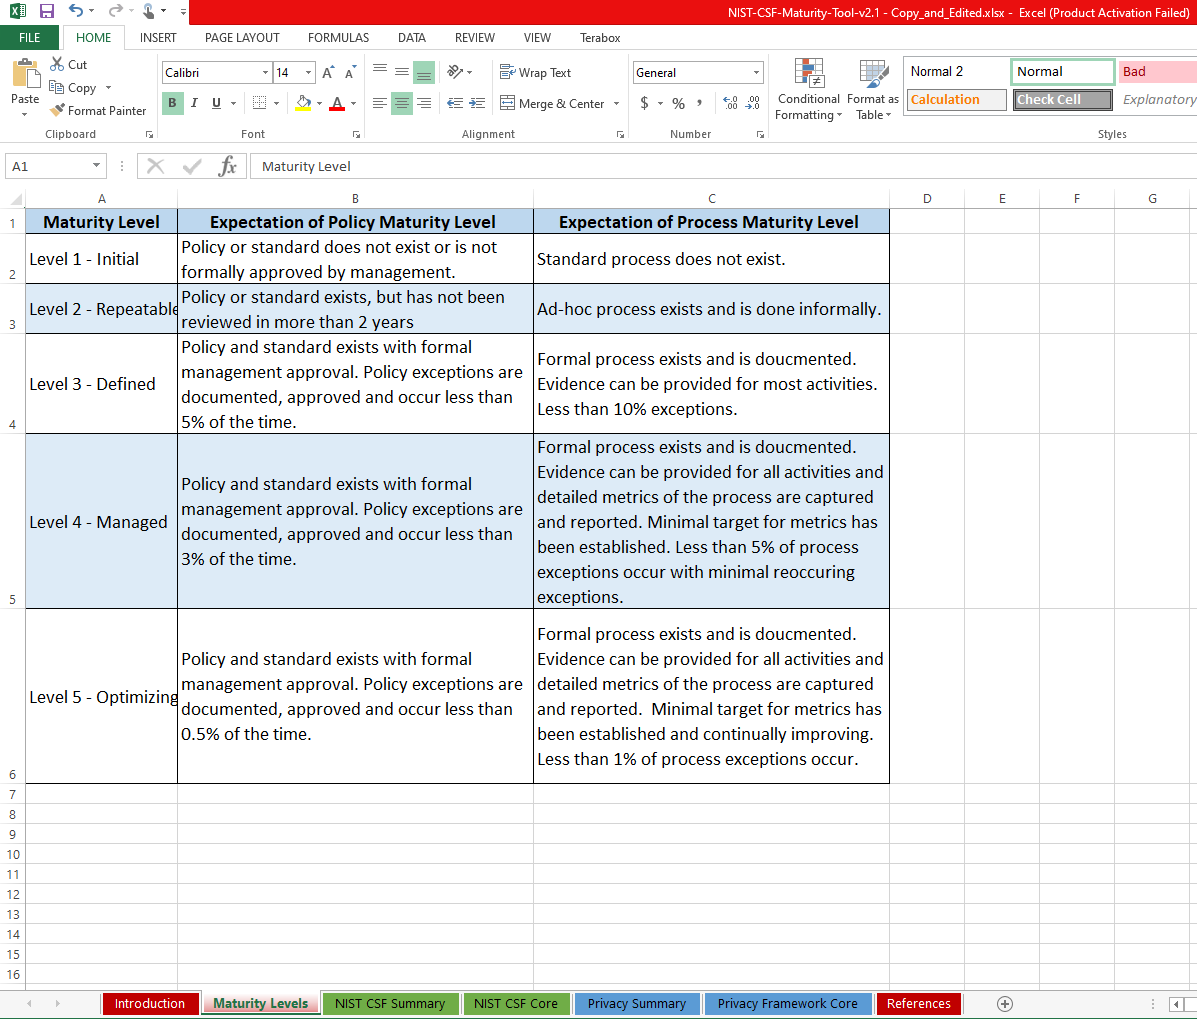 NIST-CSF-Maturity-Tool-v2.1 - Copy_and_Edited.xlsx - Excel (Product Activation Failed)
FILE HOME INSERT PAGE LAYOUT FORMULAS DATA REVIEW VIEW Terabox
Paste
Cut
Copy
Format Painter
Clipboard
Calibri 14 A A
B I U A
Font
Wrap Text
Merge & Center
Alignment
General
$ % , .0 .00
Number
Conditional Formatting
Format as Table
Normal 2 Normal Bad
Calculation Check Cell Explanatory
Styles
A1 fx Maturity Level
A B C D E F G
1 Maturity Level Expectation of Policy Maturity Level Expectation of Process Maturity Level
2 Level 1 - Initial
Policy or standard does not exist or is not
formally approved by management.
Standard process does not exist.
3 Level 2 - Repeatable
Policy or standard exists, but has not been
reviewed in more than 2 years
Ad-hoc process exists and is done informally.
4 Level 3 - Defined
Policy and standard exists with formal
management approval. Policy exceptions are
documented, approved and occur less than
5% of the time.
Formal process exists and is doucmented.
Evidence can be provided for most activities.
Less than 10% exceptions.
5 Level 4 - Managed
Policy and standard exists with formal
management approval. Policy exceptions are
documented, approved and occur less than
3% of the time.
Formal process exists and is doucmented.
Evidence can be provided for all activities and
detailed metrics of the process are captured
and reported. Minimal target for metrics has
been established. Less than 5% of process
exceptions occur with minimal reoccuring
exceptions.
6 Level 5 - Optimizing
Policy and standard exists with formal
management approval. Policy exceptions are
documented, approved and occur less than
0.5% of the time.
Formal process exists and is doucmented.
Evidence can be provided for all activities and
detailed metrics of the process are captured
and reported.  Minimal target for metrics has
been established and continually improving.
Less than 1% of process exceptions occur.
7
8
9
10
11
12
13
14
15
16
Introduction Maturity Levels NIST CSF Summary NIST CSF Core Privacy Summary Privacy Framework Core References